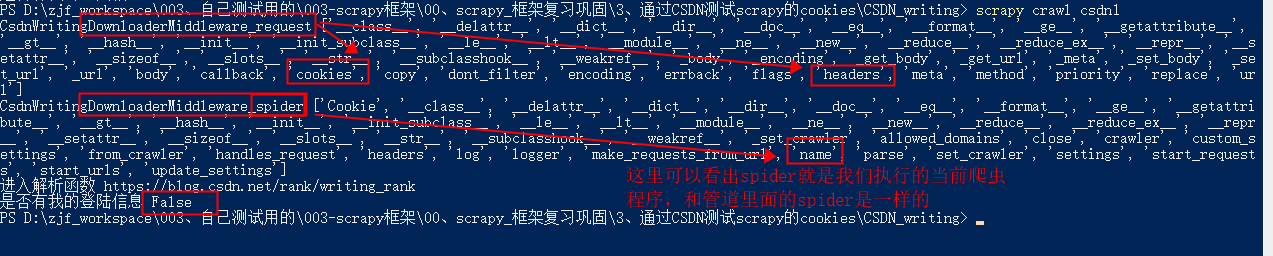 PS D:\zjf_workspace\003、自己测试用的\003-scrapy框架\00、scrapy_框架复习巩固\3、通过CSDN测试scrapy的cookies\CSDN_writing> scrapy crawl csdn1
CsdnWritingDownloaderMiddleware_request ['__class__', '__delattr__', '__dict__', '__dir__', '__doc__', '__eq__', '__format__', '__ge__', '__getattribute__',
'__gt__', '__hash__', '__init__', '__init_subclass__', '__le__', '__lt__', '__module__', '__ne__', '__new__', '__reduce__', '__reduce_ex__', '__repr__', '__s
etattr__', '__sizeof__', '__slots__', '__str__', '__subclasshook__', '__weakref__', '_body', '_encoding', '_get_body', '_get_url', '_meta', '_set_body', '_se
t_url', '_url', 'body', 'callback', 'cookies', 'copy', 'dont_filter', 'encoding', 'errback', 'flags', 'headers', 'meta', 'method', 'priority', 'replace', 'ur
l']
CsdnWritingDownloaderMiddleware_spider ['Cookie', '__class__', '__delattr__', '__dict__', '__dir__', '__doc__', '__eq__', '__format__', '__ge__', '__getattri
bute__', '__gt__', '__hash__', '__init__', '__init_subclass__', '__le__', '__lt__', '__module__', '__ne__', '__new__', '__reduce__', '__reduce_ex__', '__repr
__', '__setattr__', '__sizeof__', '__slots__', '__str__', '__subclasshook__', '__weakref__', '_set_crawler', 'allowed_domains', 'close', 'crawler', 'custom_s
ettings', 'from_crawler', 'handles_request', 'headers', 'log', 'logger', 'make_requests_from_url', 'name', 'parse', 'set_crawler', 'settings', 'start_request
s', 'start_urls', 'update_settings']
进入解析函数 https://blog.csdn.net/rank/writing_rank
这里可以看出spider就是我们执行的当前爬虫
是否有我的登陆信息 False
程序，和管道里面的spider是一样的
PS D:\zjf_workspace\003、自己测试用的\003-scrapy框架\00、scrapy_框架复习巩固\3、通过CSDN测试scrapy的cookies\CSDN_writing>